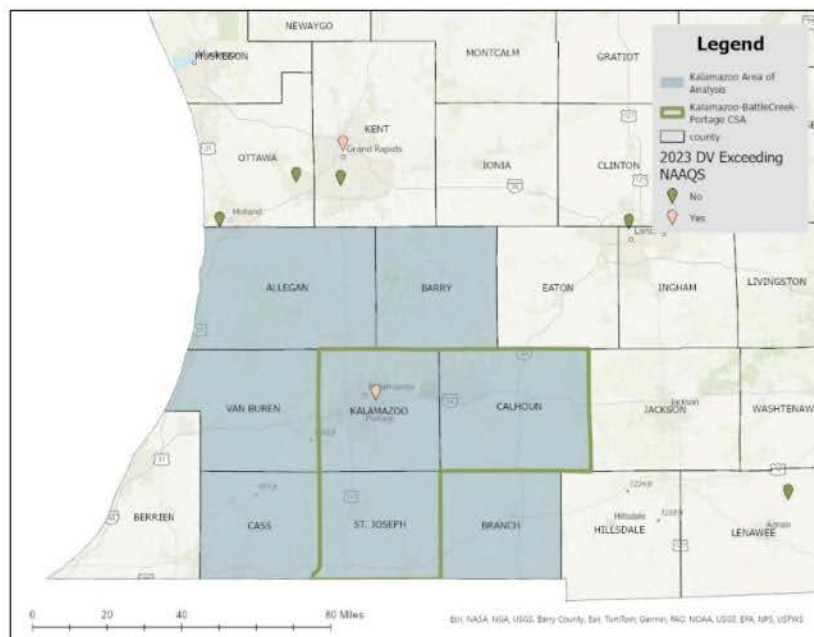 NEWAYGO
MONTCALM
GRATIOT
MUSKEGON
KENT
Grand Rapids
OTTAWA
IONIA
CLINTON
Holland
ALLEGAN
BARRY
EATON
INGHAM
LIVINGSTON
VAN BUREN
KALAMAZOO
Portage
CALHOUN
JACKSON
Jackson
WASHTENAW
BERRIEN
CASS
ST. JOSEPH
BRANCH
Hillsdale
HILLSDALE
LENAWEE
Adrian
Legend
Kalamazoo Area of
Analysis
Kalamazoo-BattleCreek-
Portage CSA
county
2023 DV Exceeding
NAAQS
No
Yes
0 20 40 80 Miles
Esri, NASA, NGA, USGS, Barry County, Esri, TomTom, Garmin, FAO, NOAA, USGS, EPA, NPS, USFWS